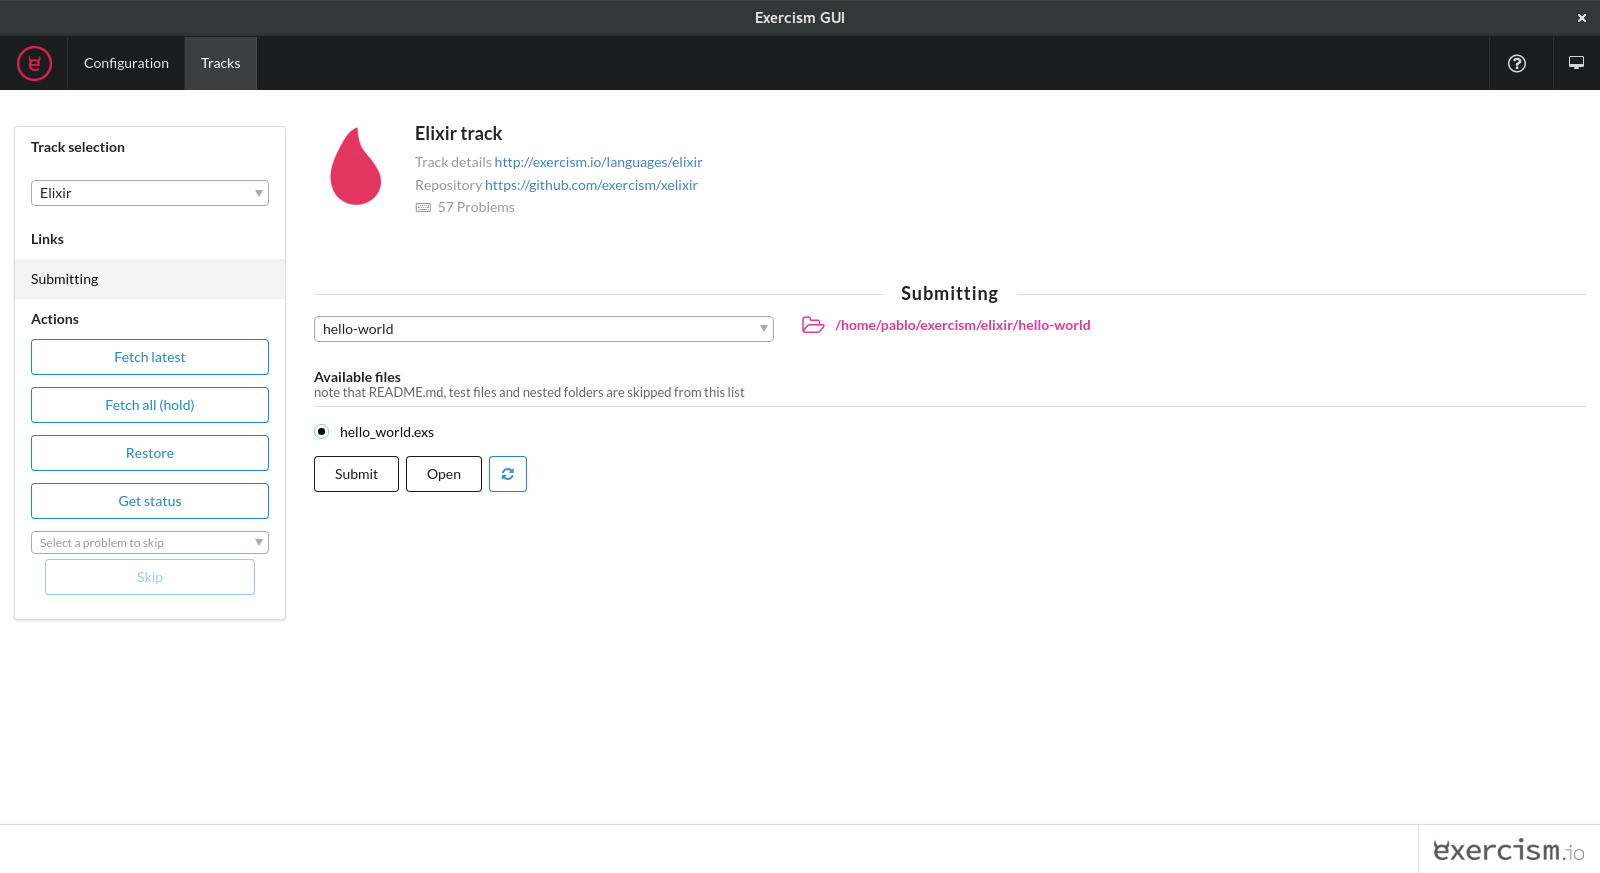 Exercism GUI
Configuration
Tracks
Track selection
Elixir
Links
Submitting
Actions
Fetch latest
Fetch all (hold)
Restore
Get status
Select a problem to skip
Skip
Elixir track
Track details http://exercism.io/languages/elixir
Repository https://github.com/exercism/xelixir
57 Problems
Submitting
hello-world
/home/pablo/exercism/elixir/hello-world
Available files
note that README.md, test files and nested folders are skipped from this list
hello_world.exs
Submit
Open
exercism.io